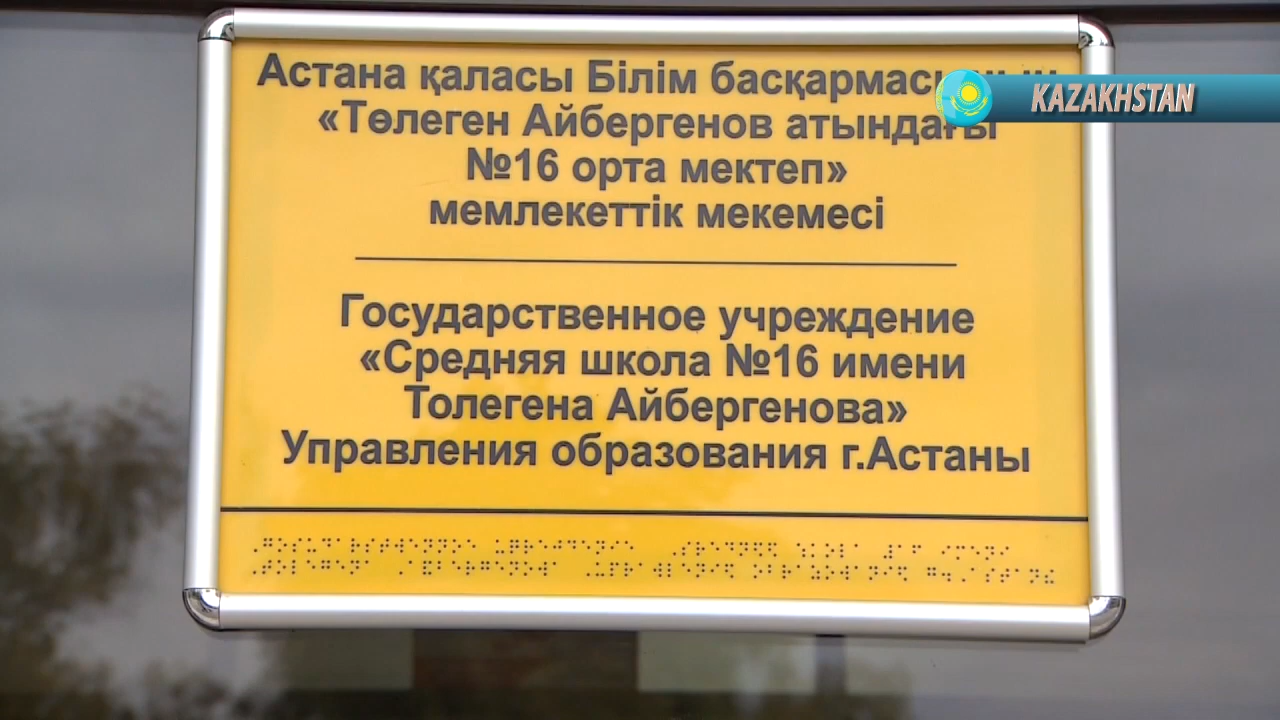 Астана қаласы Білім
KAZAKHSTAN
«Төлеген Айбергенов атындағы
№16 орта мектеп»
мемлекеттік мекемесі
Государственное учреждение
«Средняя школа №16 имени
Толегена Айбергенова»
Управления образования г.Астаны